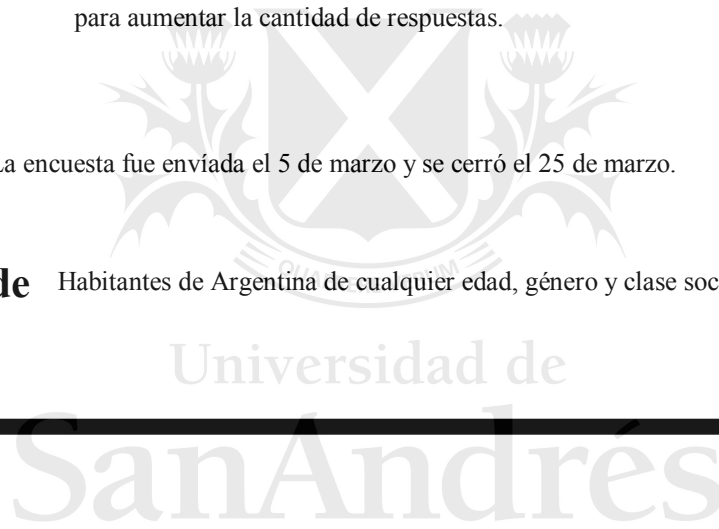 para aumentar la cantidad de respuestas.
La encuesta fue envíada el 5 de marzo y se cerró el 25 de marzo.
de Habitantes de Argentina de cualquier edad, género y clase soc
Universidad de
SanAndrés